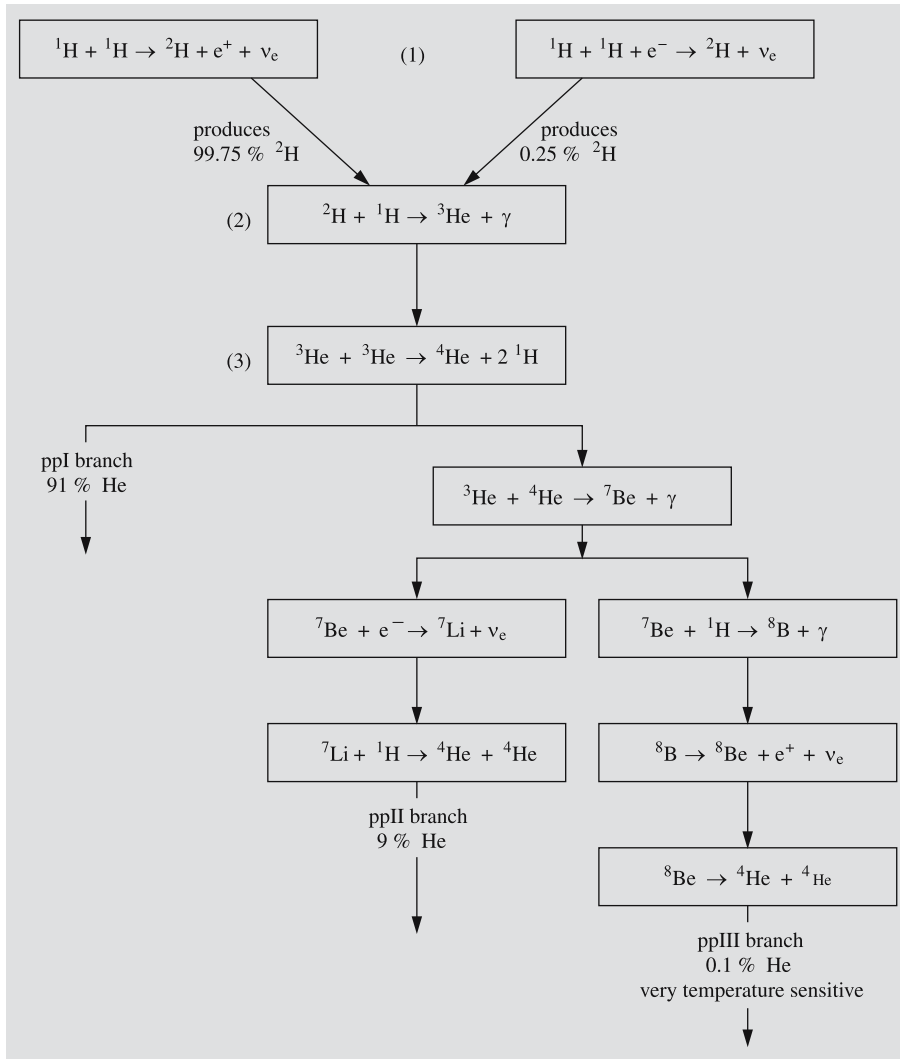 ¹H + ¹H → ²H + e⁺ + νₑ
(1)
¹H + ¹H + e⁻ → ²H + νₑ
produces
99.75 % ²H
produces
0.25 % ²H
(2)
²H + ¹H → ³He + γ
(3)
³He + ³He → ⁴He + 2 ¹H
ppI branch
91 % He
³He + ⁴He → ⁷Be + γ
⁷Be + e⁻ → ⁷Li + νₑ
⁷Be + ¹H → ⁸B + γ
⁷Li + ¹H → ⁴He + ⁴He
⁸B → ⁸Be + e⁺ + νₑ
ppII branch
9 % He
⁸Be → ⁴He + ⁴He
ppIII branch
0.1 % He
very temperature sensitive